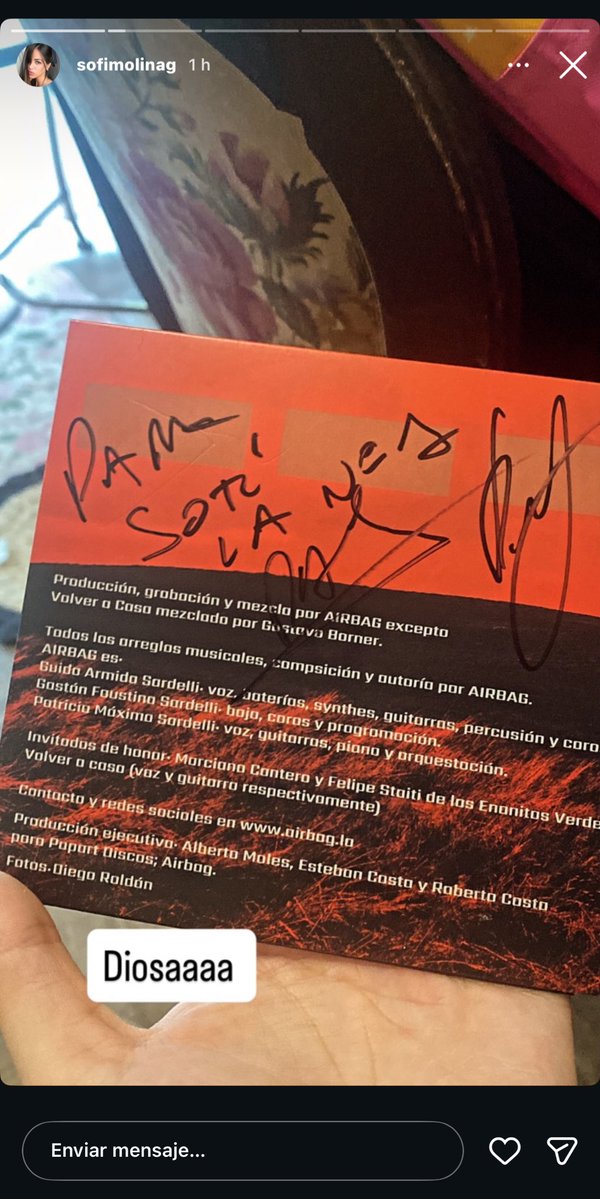 sofimolinag 1 h
PARA
SOFI
LA
Producción, grabación y mezcla por AIRBAG excepto
Volver a Casa mezclado por Gustavo Borner.
Todos los arreglos musicales, compsición y autoría por AIRBAG.
AIRBAG es·
Guido Armido Sardelli· voz, baterías, synthes, guitarras, percusión y coro
Gastón Faustino Sardelli· bajo, coros y programación.
Patricio Máximo Sardelli· voz, guitarras, piano y orquestación.
Invitados de honor· Marciano Cantero y Felipe Staiti de los Enanitos Verde
Volver a casa (voz y guitarra respectivamente)
Contacto y redes sociales en www.airbag.la
Producción ejecutiva· Alberto Moles, Esteban Costa y Roberto Costa
para Popart Discos; Airbag.
Fotos·Diego Roldán
Diosaaaa
Enviar mensaje...